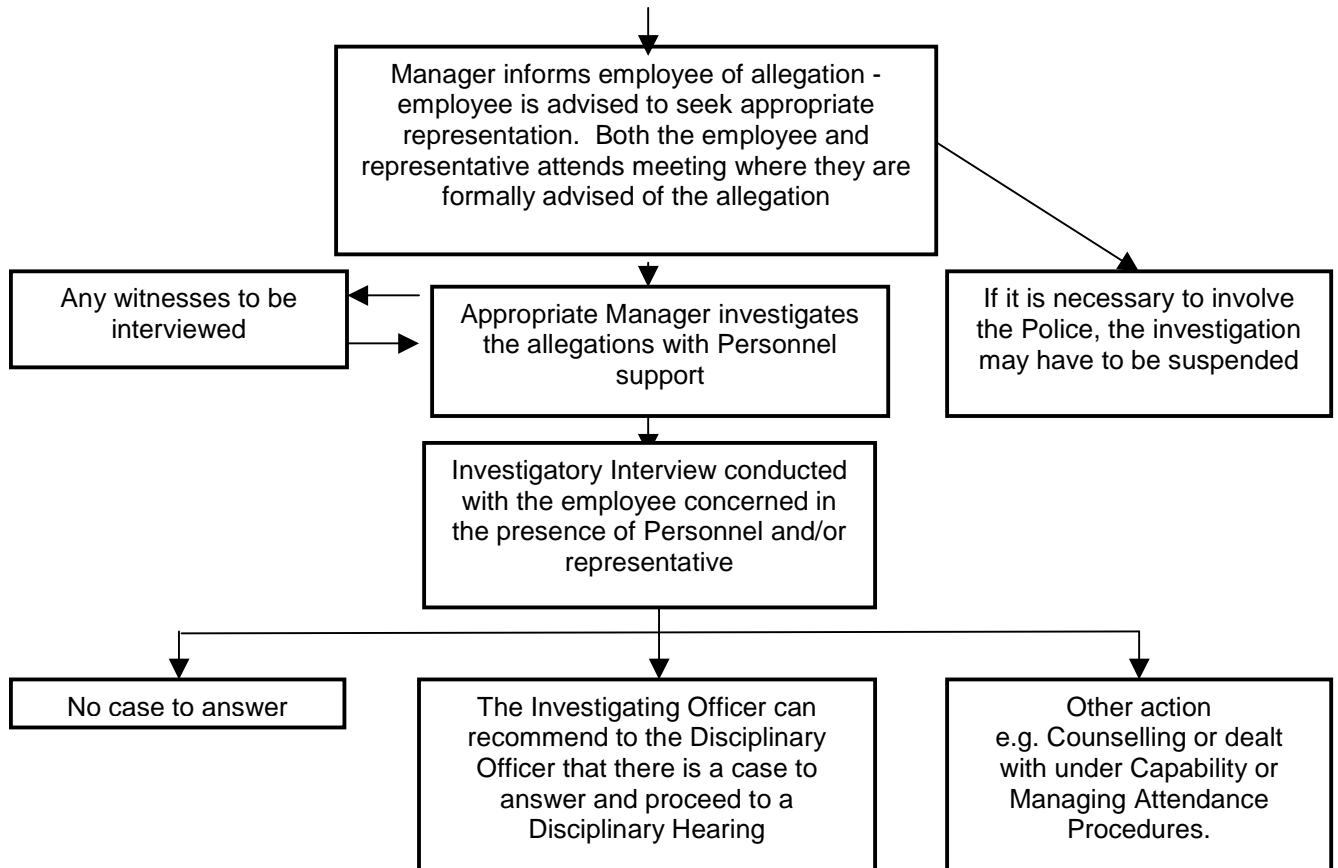 Manager informs employee of allegation -
employee is advised to seek appropriate
representation.  Both the employee and
representative attends meeting where they are
formally advised of the allegation
Any witnesses to be
interviewed
Appropriate Manager investigates
the allegations with Personnel
support
If it is necessary to involve
the Police, the investigation
may have to be suspended
Investigatory Interview conducted
with the employee concerned in
the presence of Personnel and/or
representative
No case to answer
The Investigating Officer can
recommend to the Disciplinary
Officer that there is a case to
answer and proceed to a
Disciplinary Hearing
Other action
e.g. Counselling or dealt
with under Capability or
Managing Attendance
Procedures.